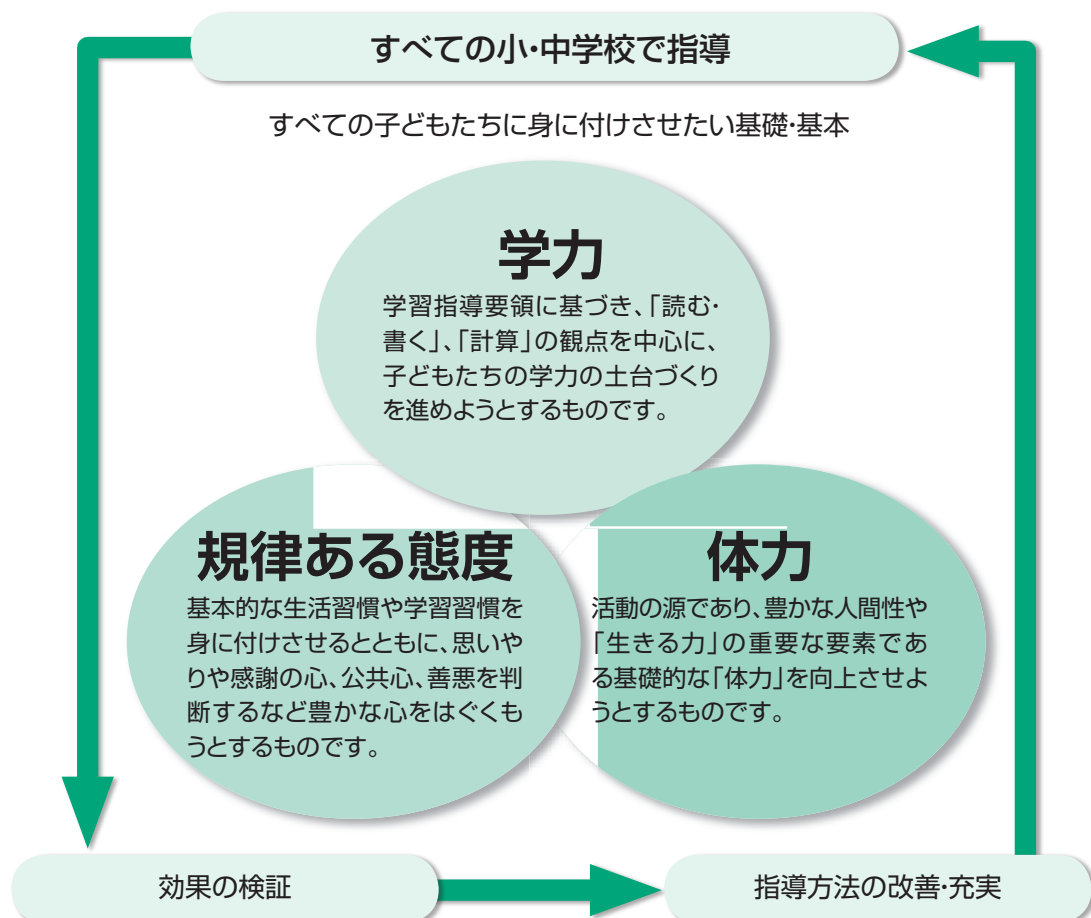 すべての小・中学校で指導
すべての子どもたちに身に付けさせたい基礎・基本
学力
学習指導要領に基づき、「読む・
書く」、「計算」の観点を中心に、
子どもたちの学力の土台づくり
を進めようとするものです。
規律ある態度
基本的な生活習慣や学習習慣を
身に付けさせるとともに、思いや
りや感謝の心、公共心、善悪を判
断するなど豊かな心をはぐくも
うとするものです。
体力
活動の源であり、豊かな人間性や
「生きる力」の重要な要素であ
る基礎的な「体力」を向上させよ
うとするものです。
効果の検証
指導方法の改善・充実